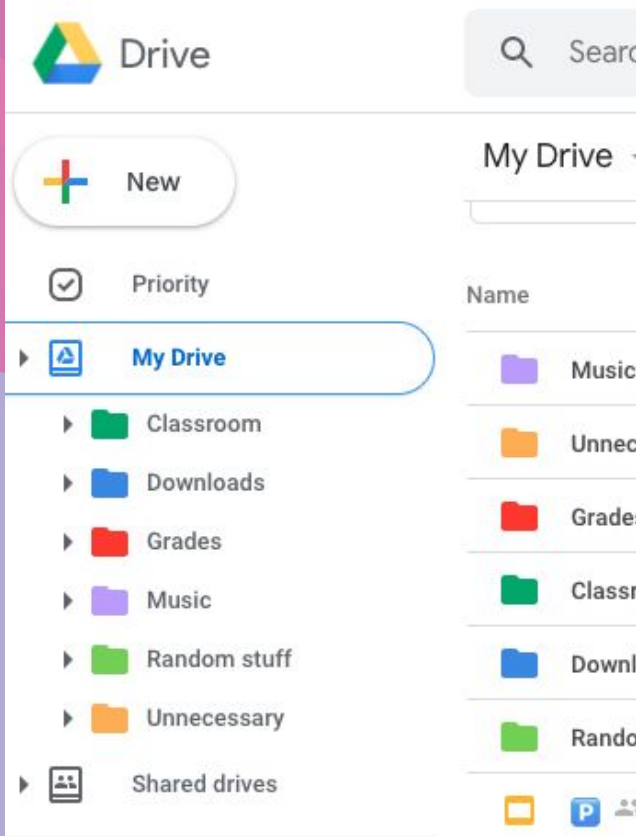 Drive
Searc
New
My Drive
Priority
Name
My Drive
Music
Classroom
Unnec
Downloads
Grades
Grades
Classr
Music
Downl
Random stuff
Rando
Unnecessary
Shared drives
P